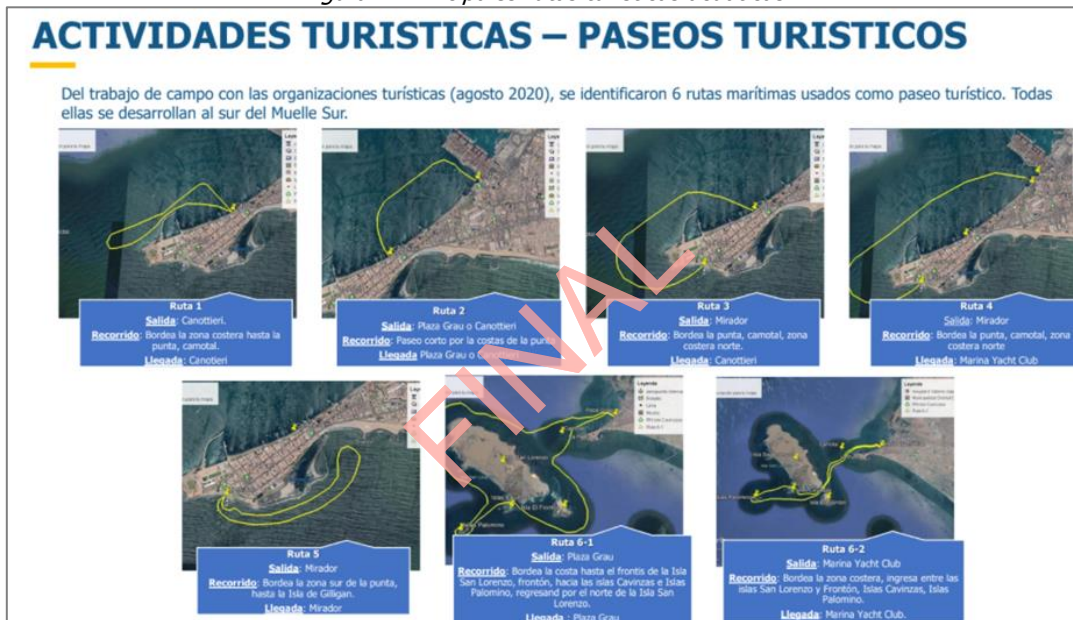 ACTIVIDADES TURISTICAS – PASEOS TURISTICOS
Del trabajo de campo con las organizaciones turísticas (agosto 2020), se identificaron 6 rutas marítimas usados como paseo turístico. Todas
ellas se desarrollan al sur del Muelle Sur.
Ruta 1
Salida: Canottieri.
Recorrido: Bordea la zona costera hasta la
punta, camotal.
Llegada: Canotieri
Ruta 2
Salida: Plaza Grau o Canottieri
Recorrido: Paseo corto por la costas de la punta
Llegada Plaza Grau o Canottieri
Ruta 3
Salida: Mirador
Recorrido: Bordea la punta, camotal, zona
costera norte.
Llegada: Canottieri
Ruta 4
Salida: Mirador
Recorrido: Bordea la punta, camotal, zona
costera norte
Llegada: Marina Yacht Club
FINAL
Ruta 5
Salida: Mirador
Recorrido: Bordea la zona sur de la punta,
hasta la Isla de Gilligan.
Llegada: Mirador
Ruta 6-1
Salida: Plaza Grau
Recorrido: Bordea la costa hasta el frontis de la Isla
San Lorenzo, frontón, hacia las islas Cavinzas e Islas
Palomino, regresand por el norte de la Isla San
Lorenzo.
Llegada : Plaza Grau
Ruta 6-2
Salida: Marina Yacht Club
Recorrido: Bordea la zona costera, ingresa entre las
islas San Lorenzo y Frontón, Islas Cavinzas, Islas
Palomino.
Llegada: Marina Yacht Club.